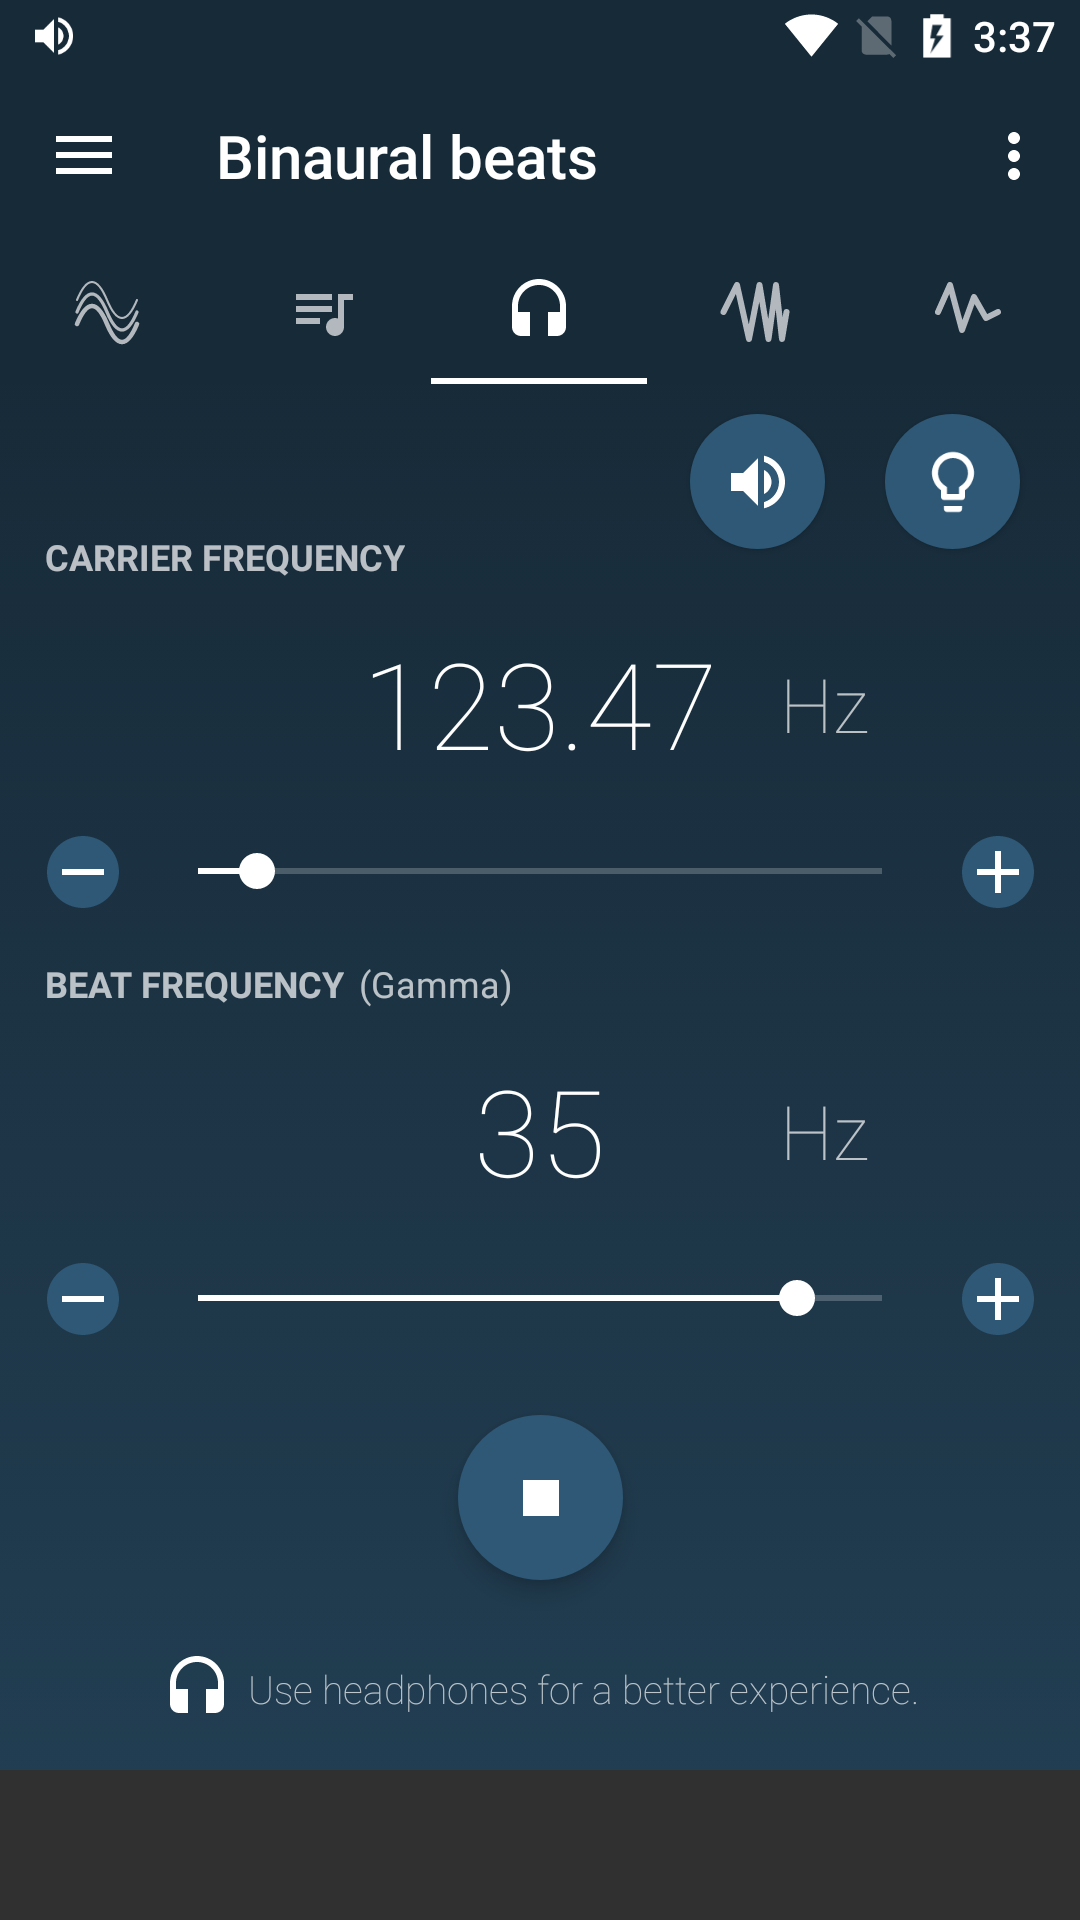 3:37
Binaural beats
CARRIER FREQUENCY
123.47 Hz
BEAT FREQUENCY (Gamma)
35 Hz
Use headphones for a better experience.